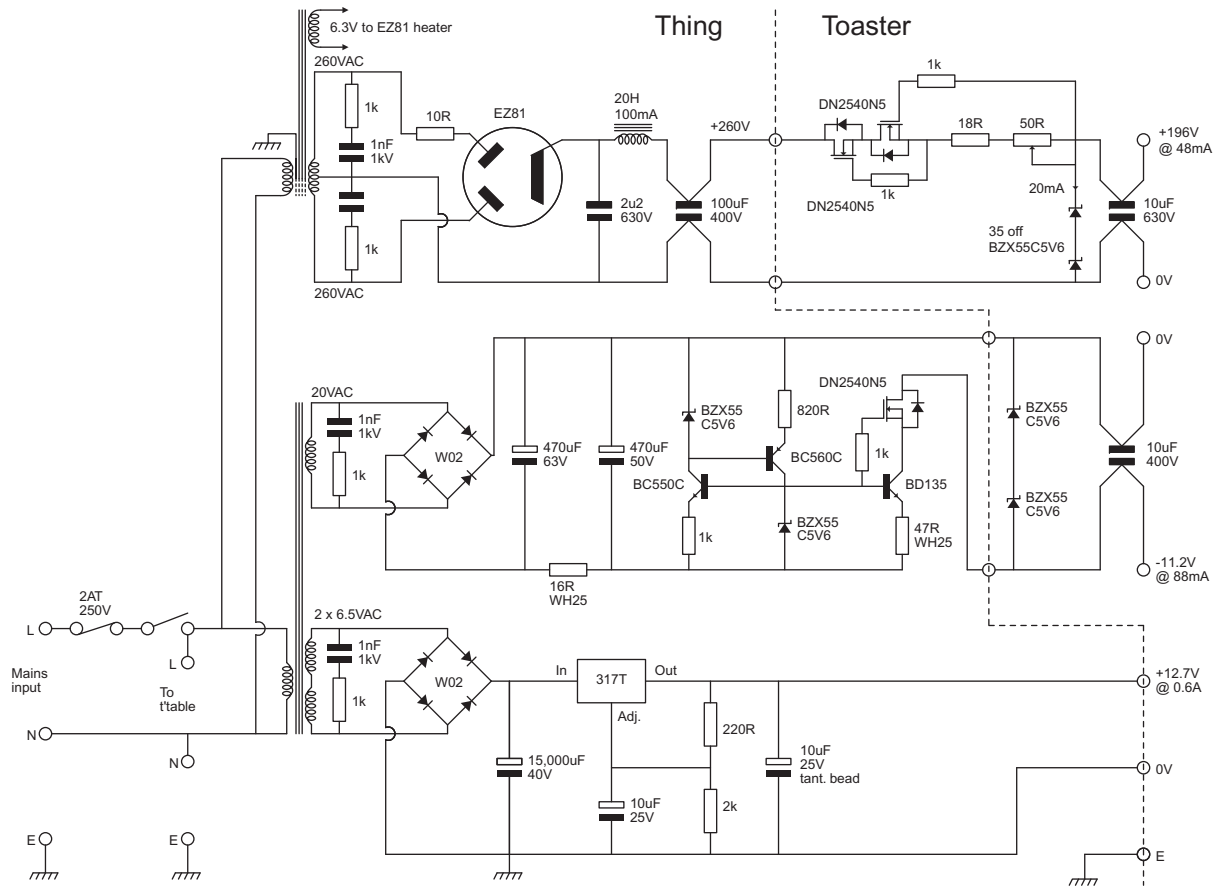 Thing
Toaster
6.3V to EZ81 heater
260VAC
1k
1nF
1kV
1k
260VAC
10R
EZ81
20H
100mA
2u2
630V
100uF
400V
+260V
DN2540N5
1k
DN2540N5
1k
18R
50R
20mA
35 off
BZX55C5V6
10uF
630V
+196V
@ 48mA
0V
20VAC
1nF
1kV
1k
W02
470uF
63V
470uF
50V
16R
WH25
BZX55
C5V6
BC550C
1k
820R
BC560C
BZX55
C5V6
DN2540N5
1k
BD135
47R
WH25
BZX55
C5V6
BZX55
C5V6
10uF
400V
0V
-11.2V
@ 88mA
2AT
250V
L
Mains
input
N
E
L
To
t'table
N
E
2 x 6.5VAC
1nF
1kV
1k
W02
15,000uF
40V
In
317T
Out
Adj.
10uF
25V
220R
2k
10uF
25V
tant. bead
+12.7V
@ 0.6A
0V
E